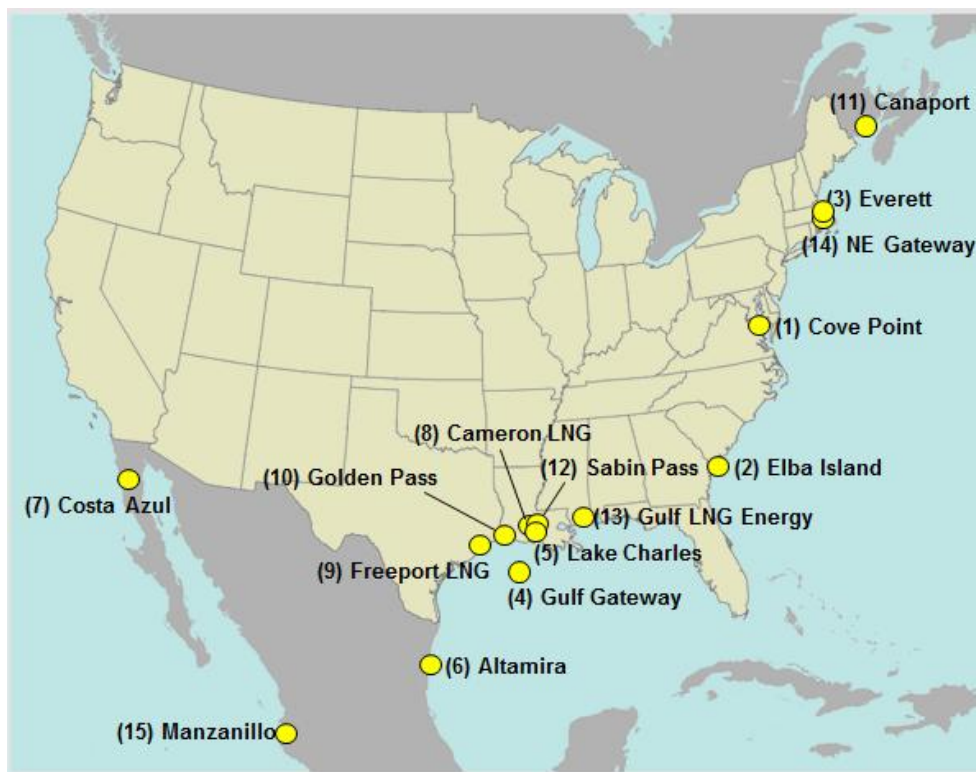 (11) Canaport
(3) Everett
(14) NE Gateway
(1) Cove Point
(8) Cameron LNG
(10) Golden Pass
(12) Sabin Pass
(2) Elba Island
(7) Costa Azul
(13) Gulf LNG Energy
(5) Lake Charles
(9) Freeport LNG
(4) Gulf Gateway
(6) Altamira
(15) Manzanillo